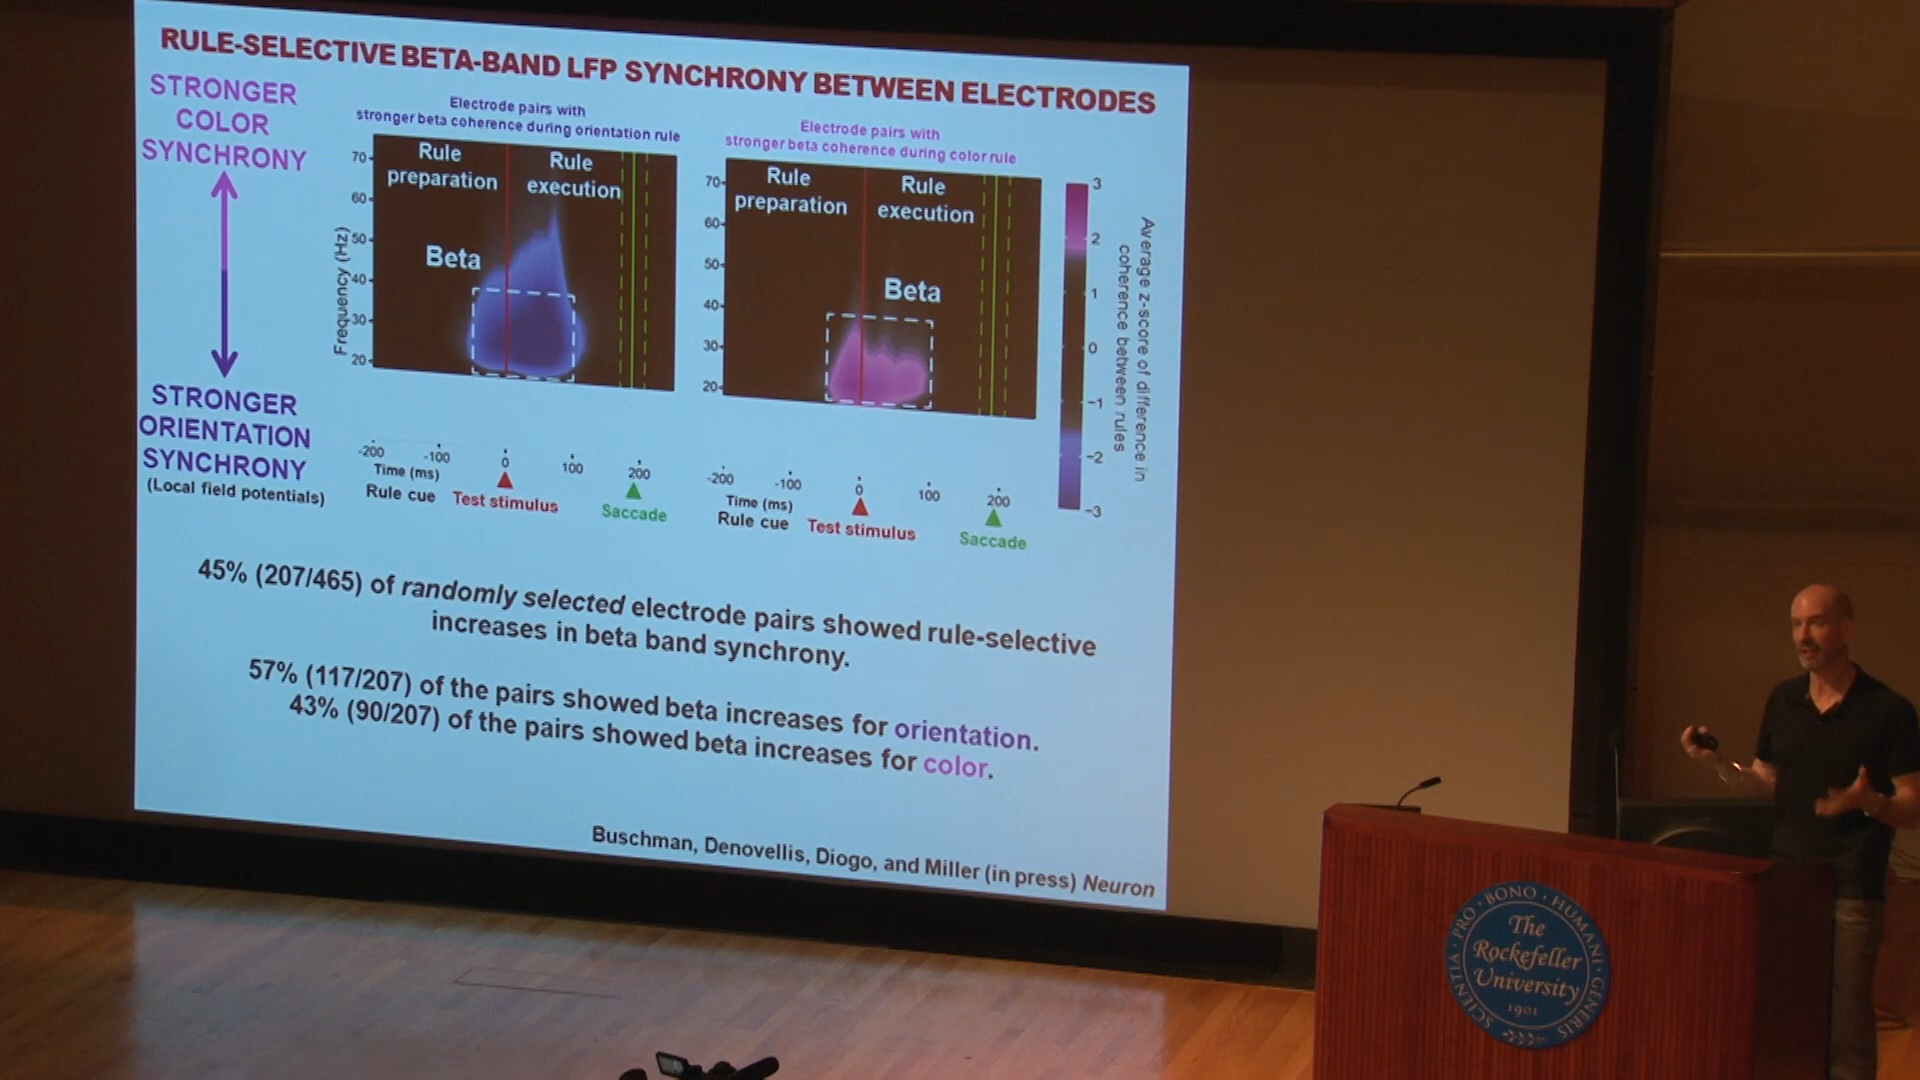 RULE-SELECTIVE BETA-BAND LFP SYNCHRONY BETWEEN ELECTRODES
STRONGER
COLOR
SYNCHRONY
STRONGER
ORIENTATION
SYNCHRONY
(Local field potentials)
Electrode pairs with
stronger beta coherence during orientation rule
Frequency (Hz)
70
60
50
40
30
20
Rule
preparation
Rule
execution
Beta
-200
-100
0
100
200
Time (ms)
Rule cue
Test stimulus
Saccade
Electrode pairs with
stronger beta coherence during color rule
70
60
50
40
30
20
Rule
preparation
Rule
execution
Beta
-200
-100
0
100
200
Time (ms)
Rule cue
Test stimulus
Saccade
3
2
1
0
-1
-2
-3
Average z-score of difference in
coherence between rules
45% (207/465) of randomly selected electrode pairs showed rule-selective
increases in beta band synchrony.
57% (117/207) of the pairs showed beta increases for orientation.
43% (90/207) of the pairs showed beta increases for color.
Buschman, Denovellis, Diogo, and Miller (in press) Neuron
SCIENTIA · PRO · BONO · HUMANI · GENERIS
The
Rockefeller
University
1901